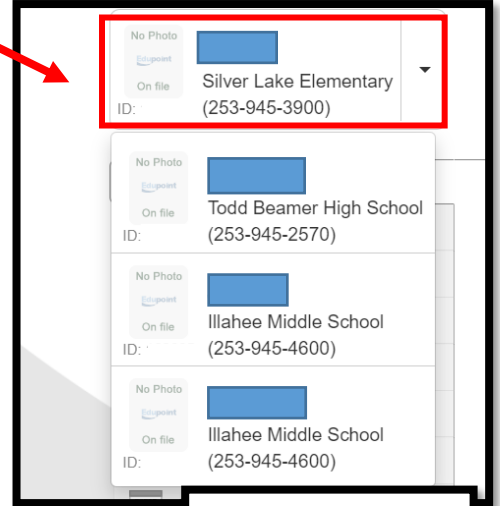 No Photo
Edupoint
On file
ID:
Silver Lake Elementary
(253-945-3900)
No Photo
Edupoint
On file
ID:
Todd Beamer High School
(253-945-2570)
No Photo
Edupoint
On file
ID:
Illahee Middle School
(253-945-4600)
No Photo
Edupoint
On file
ID:
Illahee Middle School
(253-945-4600)